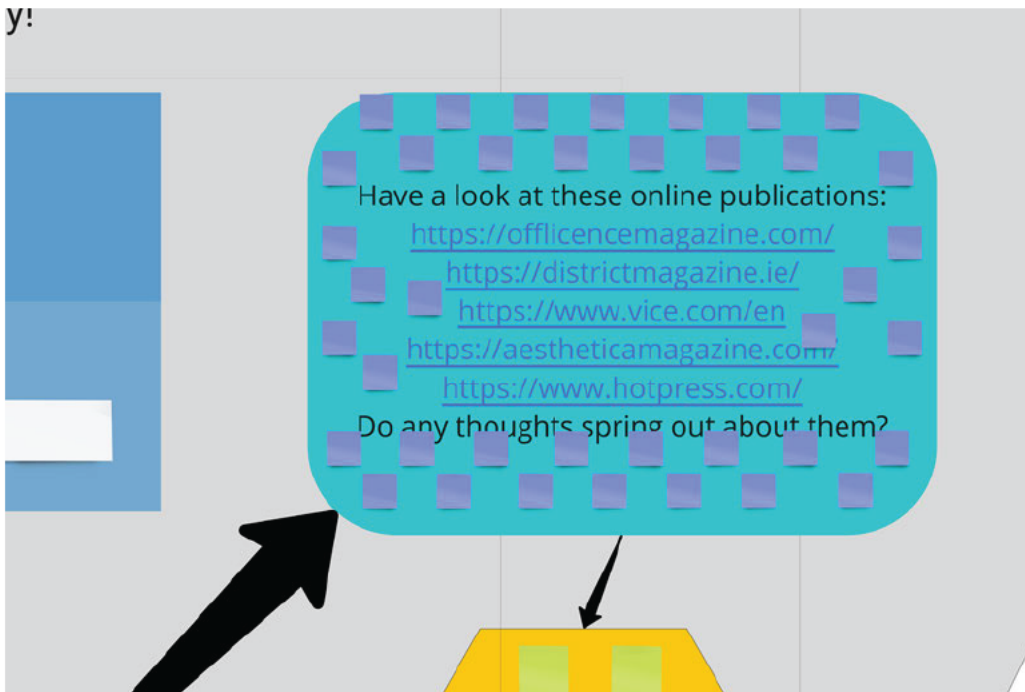 y!
Have a look at these online publications:
https://offlicencemagazine.com/
https://districtmagazine.ie/
https://www.vice.com/en
https://aestheticamagazine.com/
https://www.hotpress.com/
Do any thoughts spring out about them?